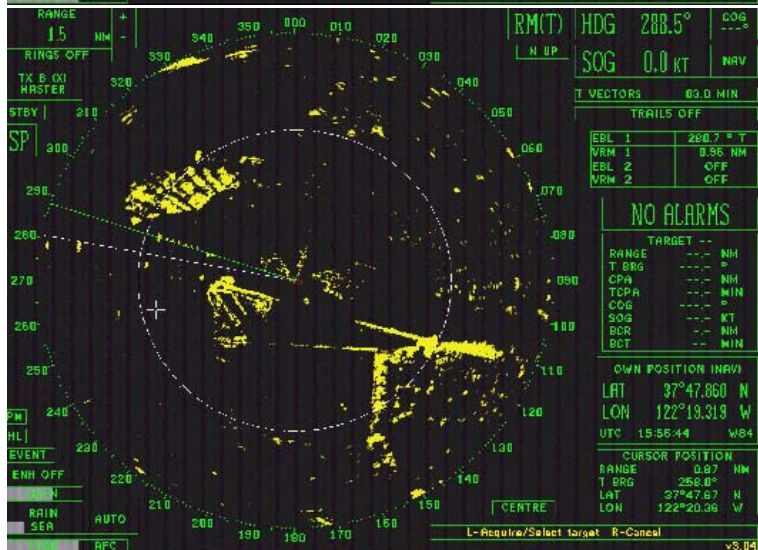 RANGE + 1.5 NM -
RINGS OFF
TX B (X)
MASTER
STBY
SP
RM(T)
N UP
HDG 288.5°
COG
---°
SOG 0.0 KT
NAV
T VECTORS 03.0 MIN
TRAILS OFF
EBL 1 280.7 ° T
VRM 1 0.96 NM
EBL 2 OFF
VRM 2 OFF
NO ALARMS
TARGET --
RANGE --.- NM
T BRG ---.- °
CPA --.- NM
TCPA --.- MIN
COG ---.- °
SOG --.- KT
BCR --.- NM
BCT --.- MIN
OWN POSITION (NAV)
LAT 37°47.860 N
LON 122°19.319 W
UTC 15:56:44 W84
CURSOR POSITION
RANGE 0.87 NM
T BRG 258.0°
LAT 37°47.67 N
LON 122°20.36 W
000
010
020
030
040
050
060
070
080
090
100
110
120
130
150
160
170
180
190
200
210
220
230
240
250
260
270
280
290
300
310
320
330
340
350
PM
HL
EVENT
ENH OFF
RAIN
SEA
AUTO
AFC
CENTRE
L-Acquire/Select target R-Cancel
v3.04